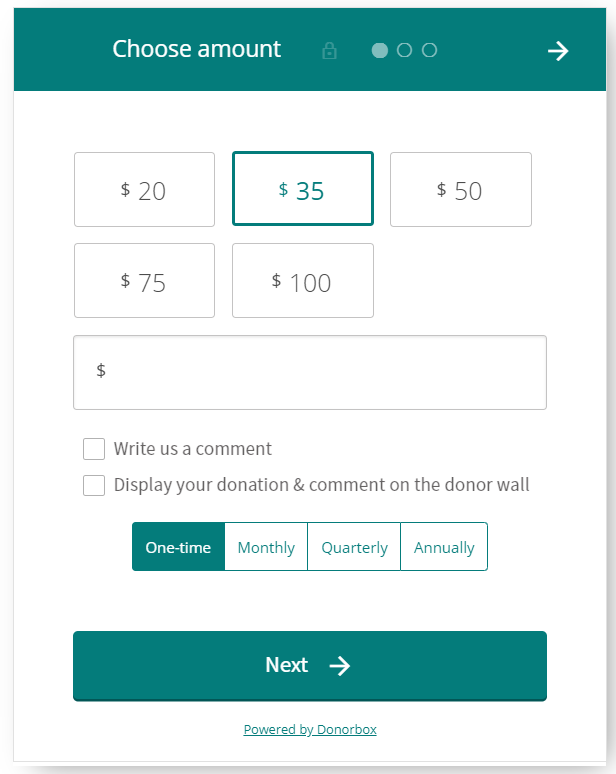 Choose amount
$ 20
$ 35
$ 50
$ 75
$ 100
$
Write us a comment
Display your donation & comment on the donor wall
One-time Monthly Quarterly Annually
Next
Powered by Donorbox